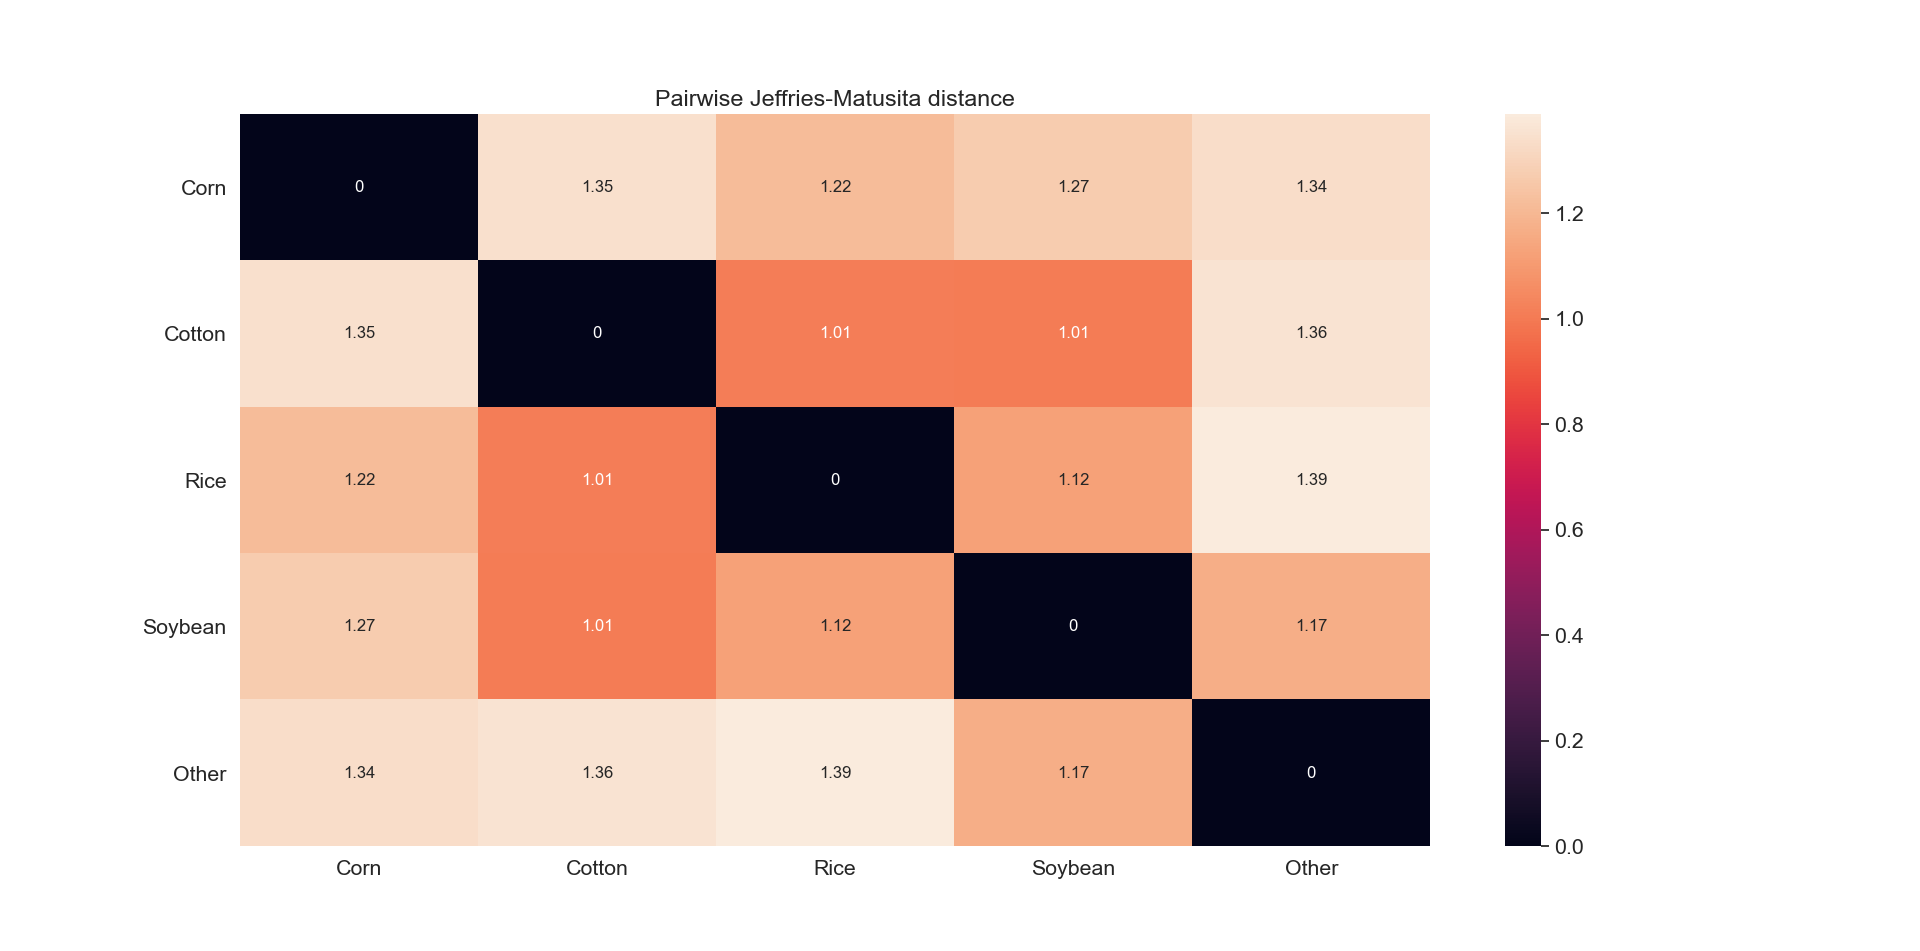 Pairwise Jeffries-Matusita distance
Corn 0 1.35 1.22 1.27 1.34
Cotton 1.35 0 1.01 1.01 1.36
Rice 1.22 1.01 0 1.12 1.39
Soybean 1.27 1.01 1.12 0 1.17
Other 1.34 1.36 1.39 1.17 0
Corn Cotton Rice Soybean Other
1.2
1.0
0.8
0.6
0.4
0.2
0.0